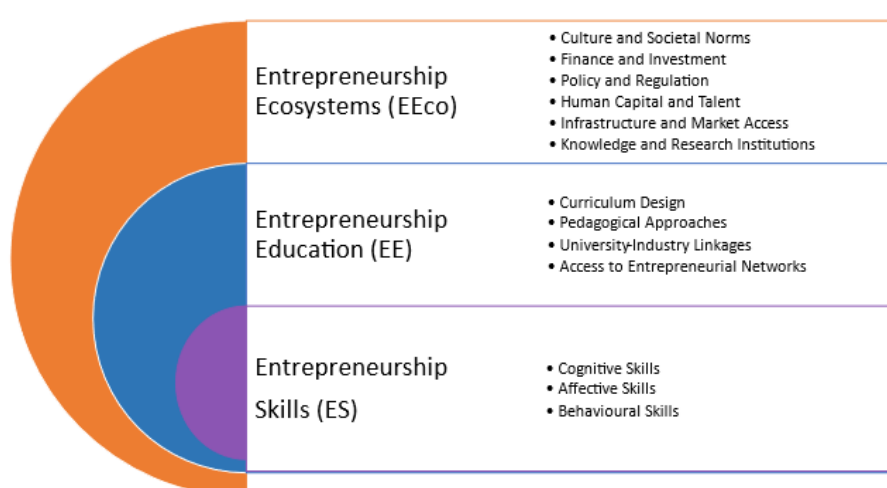 Entrepreneurship
Ecosystems (EEco)
• Culture and Societal Norms
• Finance and Investment
• Policy and Regulation
• Human Capital and Talent
• Infrastructure and Market Access
• Knowledge and Research Institutions
Entrepreneurship
Education (EE)
• Curriculum Design
• Pedagogical Approaches
• University-Industry Linkages
• Access to Entrepreneurial Networks
Entrepreneurship
Skills (ES)
• Cognitive Skills
• Affective Skills
• Behavioural Skills